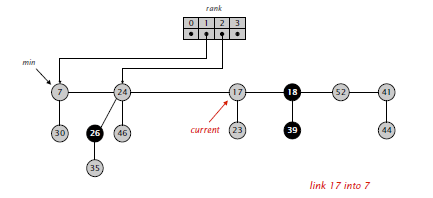 rank
0 1 2 3
min
7 24 17 18 52 41
30 26 46 23 39 44
current
35
link 17 into 7